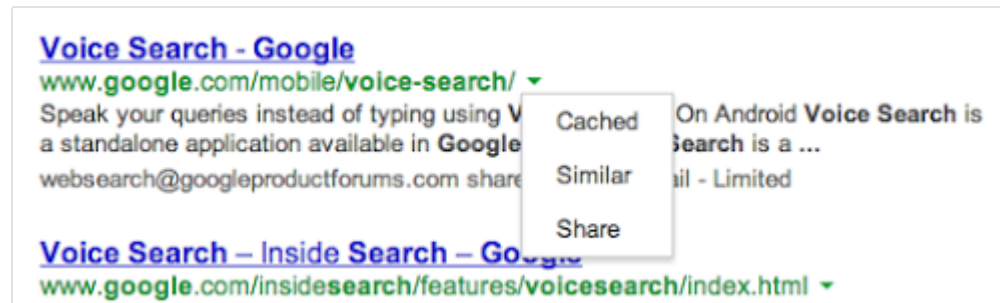 Voice Search - Google
www.google.com/mobile/voice-search/
Speak your queries instead of typing using On Android Voice Search is
a standalone application available in Google Search is a ...
websearch@googleproductforums.com - Limited
Cached
Similar
Share
Voice Search – Inside Search – Google
www.google.com/insidesearch/features/voicesearch/index.html